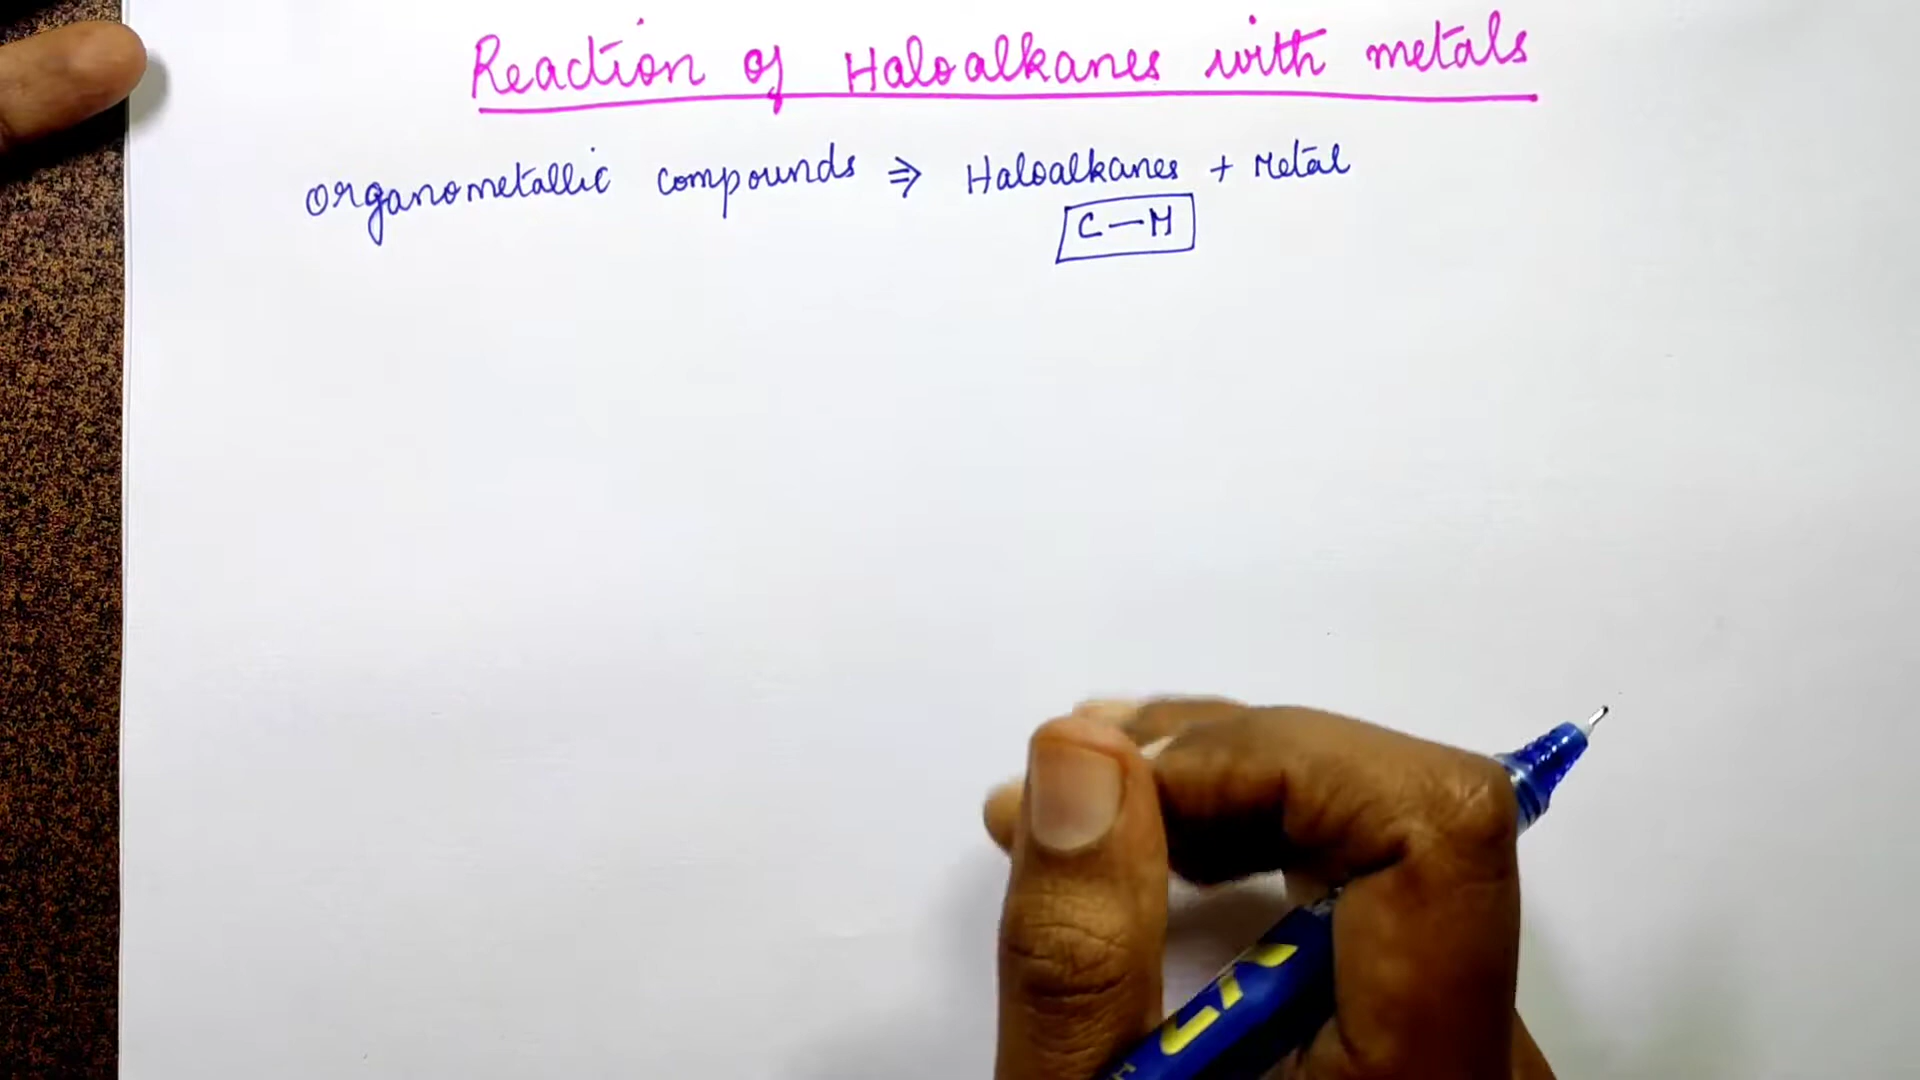 Reaction of Haloalkanes with metals
Organometallic compounds ⇒ Haloalkanes + Metal
C—M